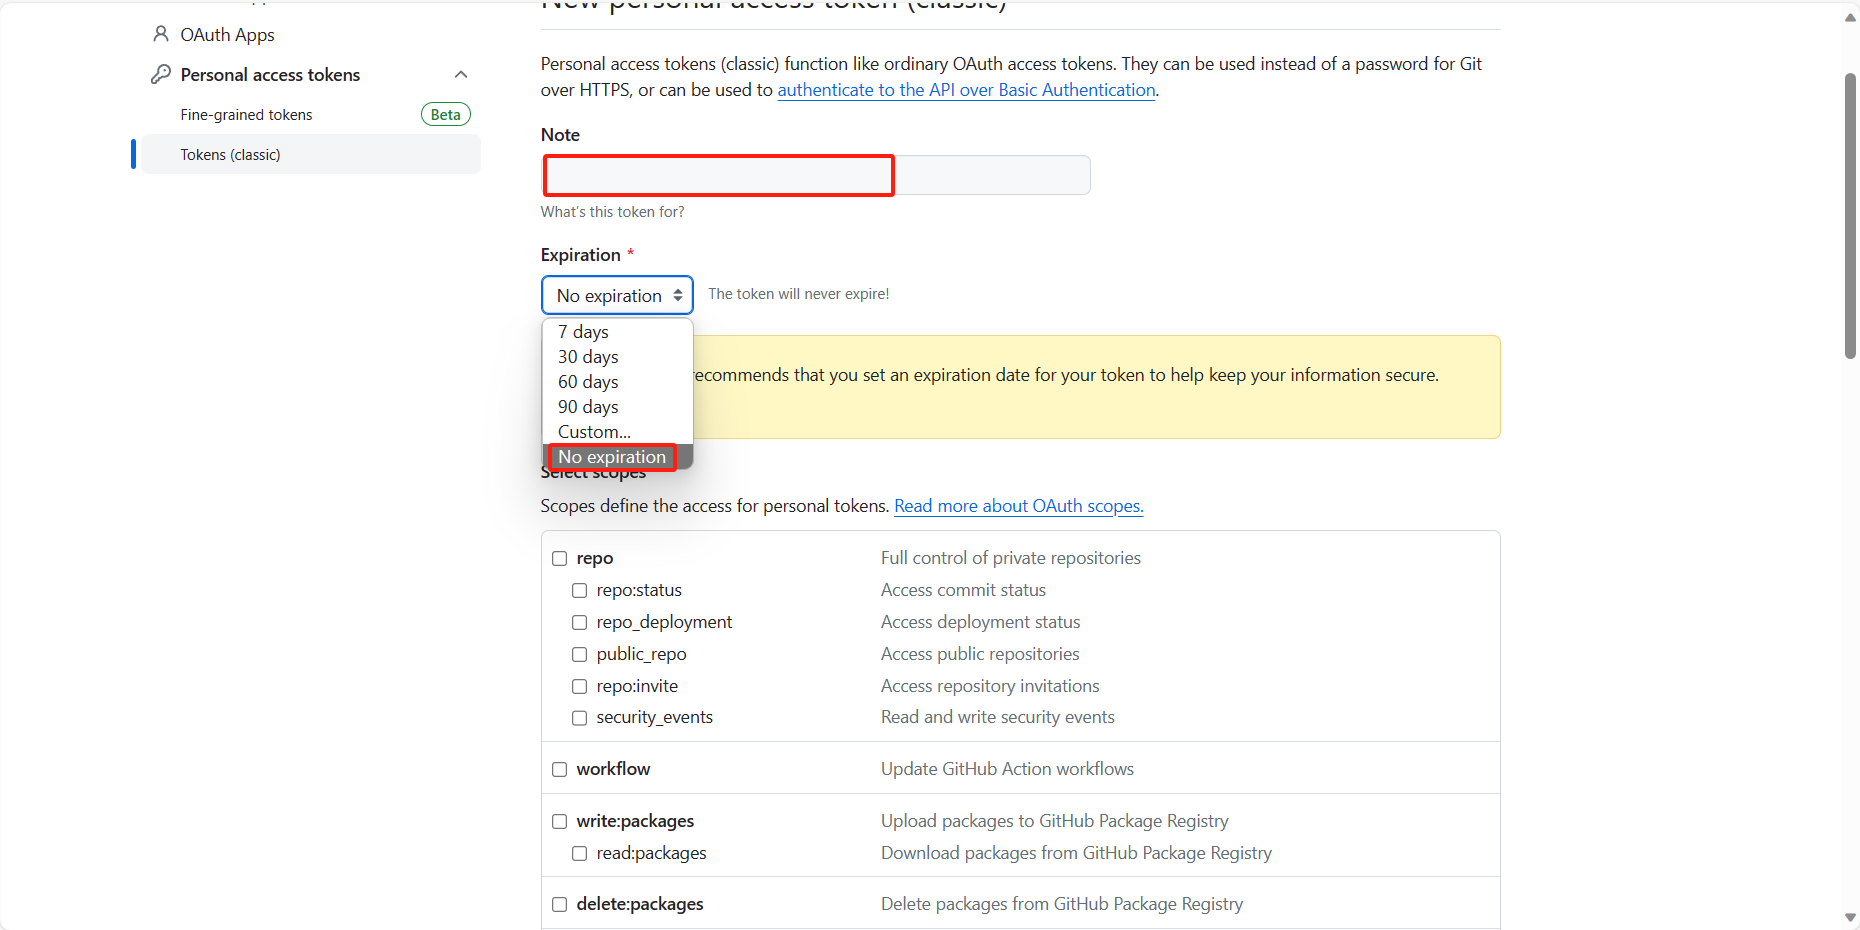 OAuth Apps
Personal access tokens
Fine-grained tokens
Beta
Tokens (classic)
New personal access token (classic)
Personal access tokens (classic) function like ordinary OAuth access tokens. They can be used instead of a password for Git
over HTTPS, or can be used to authenticate to the API over Basic Authentication.
Note
What's this token for?
Expiration *
No expiration
The token will never expire!
7 days
30 days
60 days
90 days
Custom...
No expiration
recommends that you set an expiration date for your token to help keep your information secure.
Select scopes
Scopes define the access for personal tokens. Read more about OAuth scopes.
repo
Full control of private repositories
repo:status
Access commit status
repo_deployment
Access deployment status
public_repo
Access public repositories
repo:invite
Access repository invitations
security_events
Read and write security events
workflow
Update GitHub Action workflows
write:packages
Upload packages to GitHub Package Registry
read:packages
Download packages from GitHub Package Registry
delete:packages
Delete packages from GitHub Package Registry